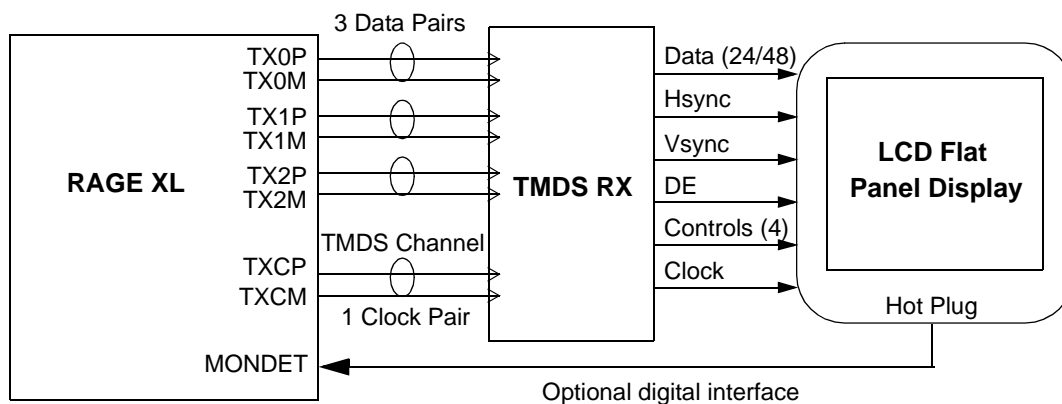 3 Data Pairs
RAGE XL
TX0P
TX0M
TX1P
TX1M
TX2P
TX2M
TMDS Channel
TXCP
TXCM
1 Clock Pair
MONDET
TMDS RX
Data (24/48)
Hsync
Vsync
DE
Controls (4)
Clock
LCD Flat
Panel Display
Hot Plug
Optional digital interface